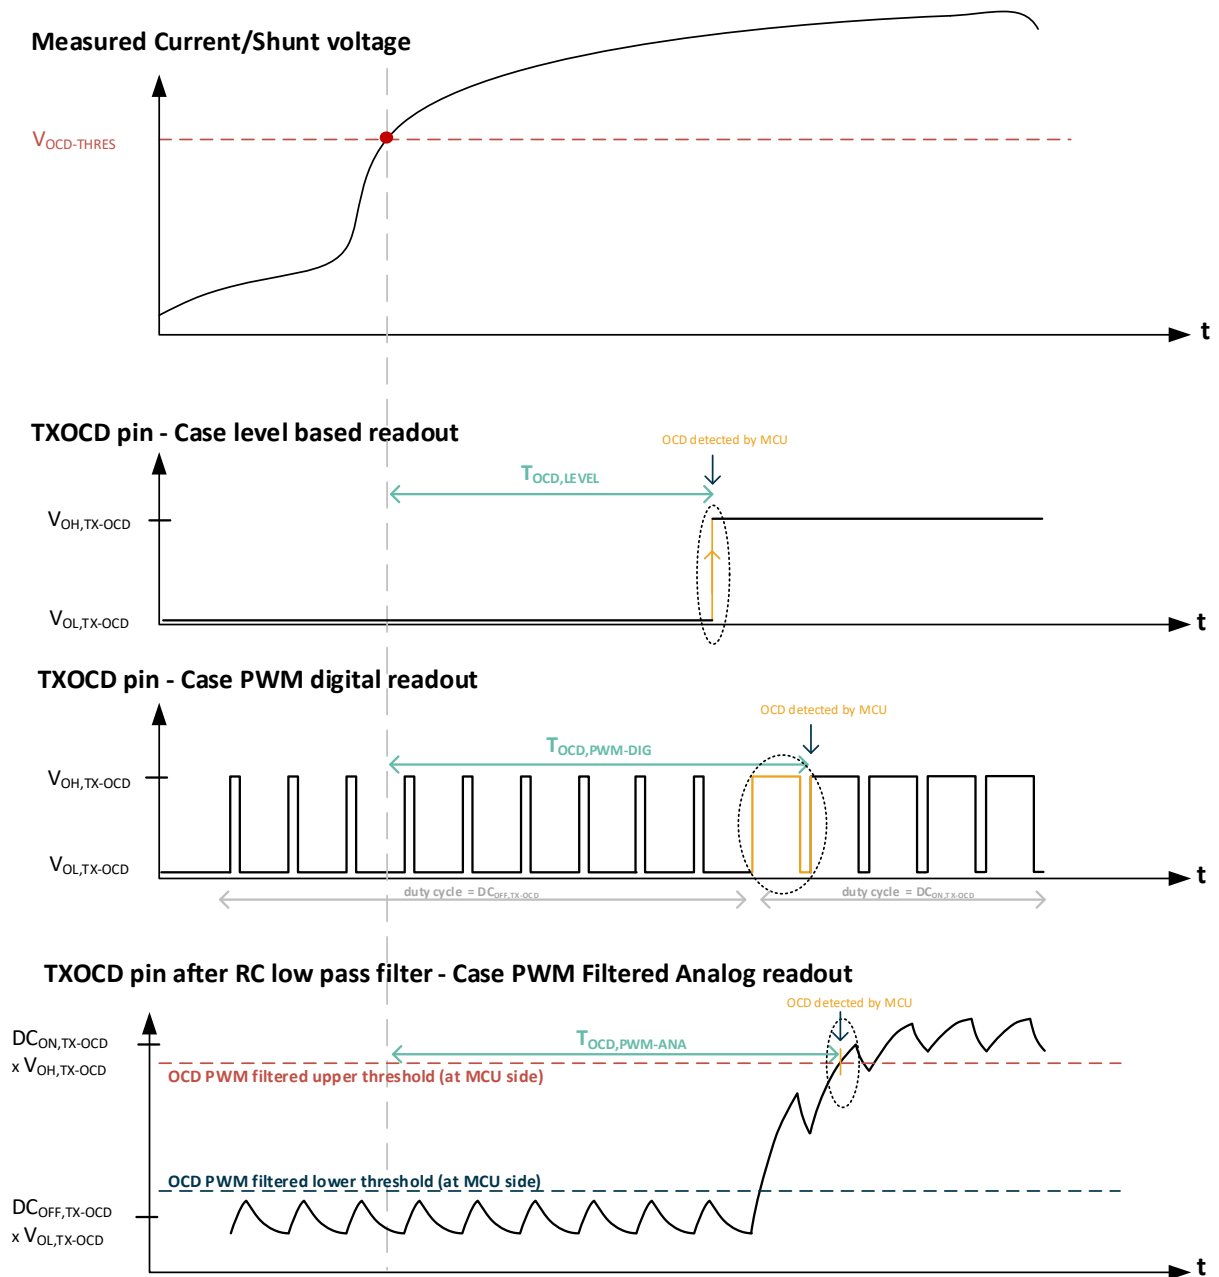 Measured Current/Shunt voltage
VOCD-THRES
t
TXOCD pin - Case level based readout
OCD detected by MCU
TOCD,LEVEL
VOH,TX-OCD
VOL,TX-OCD
t
TXOCD pin - Case PWM digital readout
OCD detected by MCU
TOCD,PWM-DIG
VOH,TX-OCD
VOL,TX-OCD
t
duty cycle = DCOFF,TX-OCD
duty cycle = DCON,TX-OCD
TXOCD pin after RC low pass filter - Case PWM Filtered Analog readout
OCD detected by MCU
DCON,TX-OCD
x VOH,TX-OCD
TOCD,PWM-ANA
OCD PWM filtered upper threshold (at MCU side)
OCD PWM filtered lower threshold (at MCU side)
DCOFF,TX-OCD
x VOL,TX-OCD
t